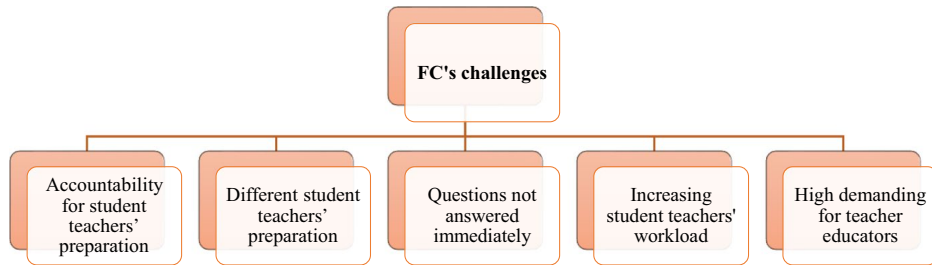 FC's challenges
Accountability
for student
teachers’
preparation
Different student
teachers’
preparation
Questions not
answered
immediately
Increasing
student teachers'
workload
High demanding
for teacher
educators